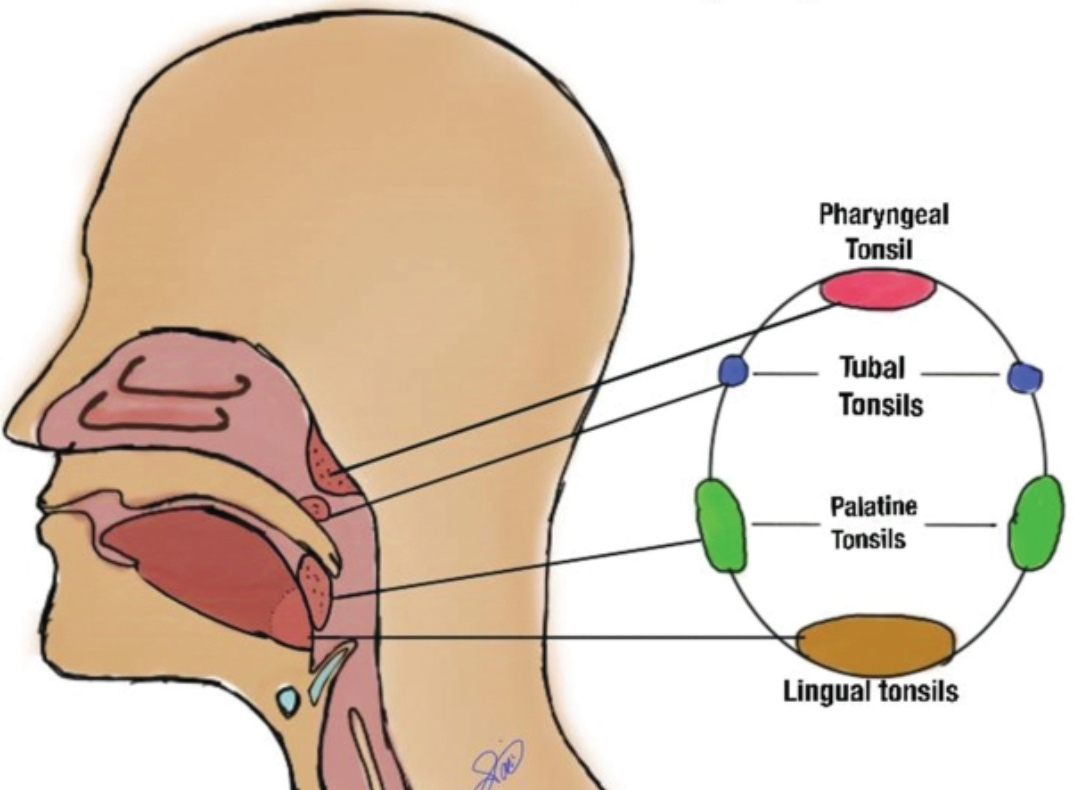 Pharyngeal
Tonsil
Tubal
Tonsils
Palatine
Tonsils
Lingual tonsils